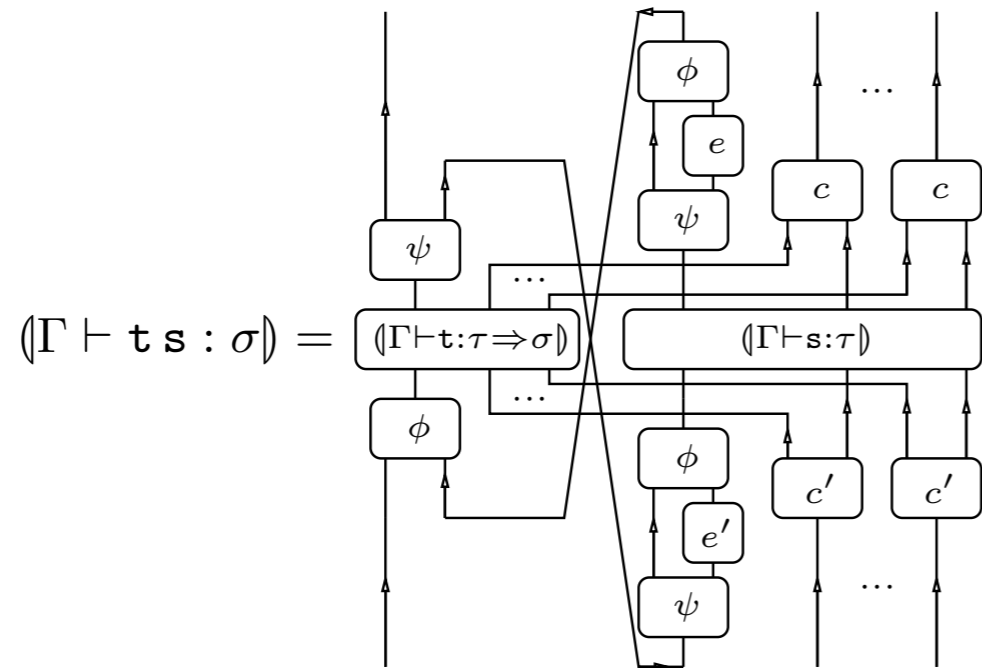 ϕ
...
e
c c
ψ ψ
...
(|Γ ⊢ t s : σ|) = (|Γ⊢t:τ⇒σ|) (|Γ⊢s:τ|)
...
ϕ ϕ
c′ c′
e′
...
ψ